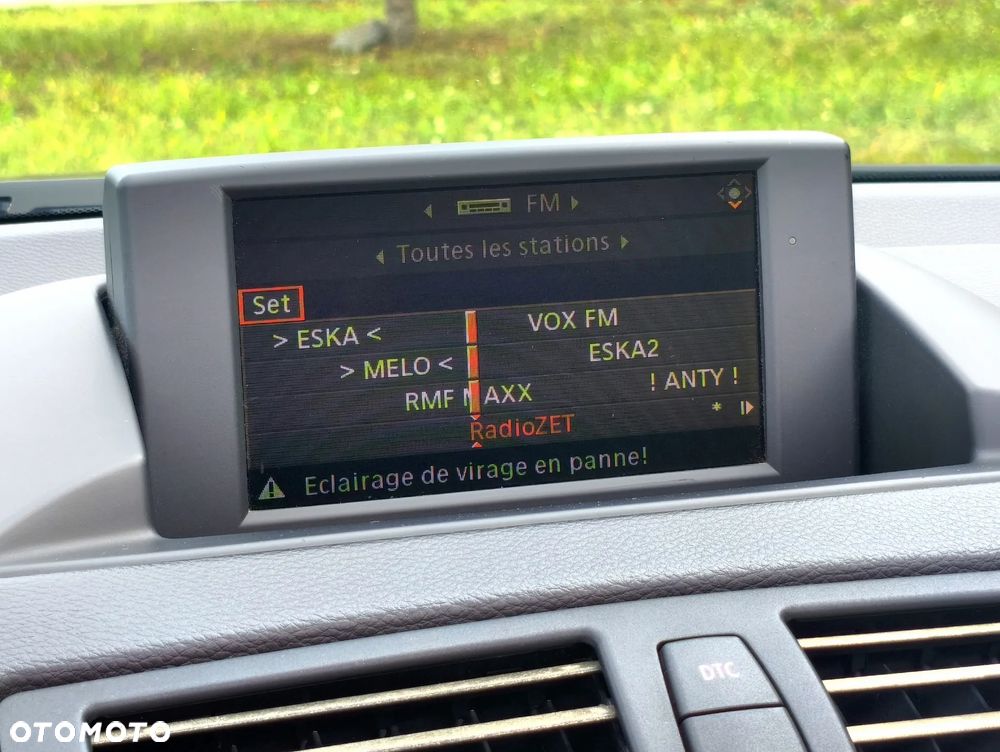 FM
Toutes les stations
Set
> ESKA <
VOX FM
> MELO <
ESKA2
RMF MAXX
! ANTY !
RadioZET
*
Eclairage de virage en panne!
DTC
OTOMOTO